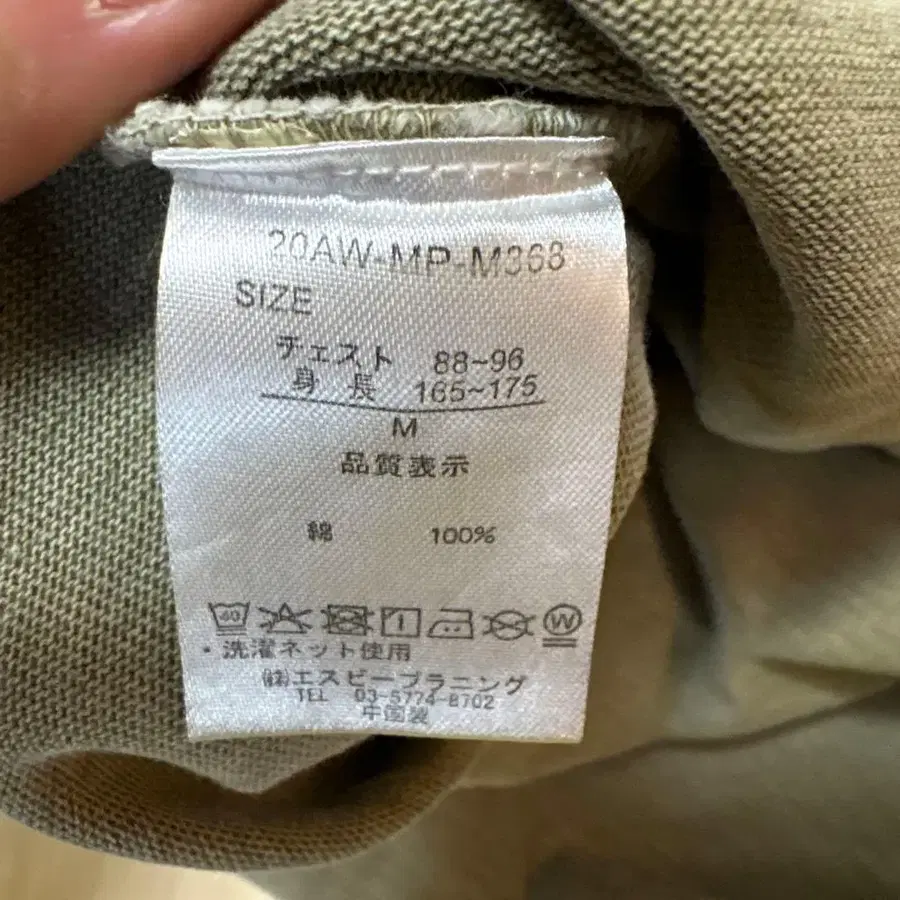 20AW-MP-M368
SIZE
チェスト 88~96
身長 165~175
M
品質表示
綿 100%
40
W
・洗濯ネット使用
㈱エスピープラニング
TEL 03-5774-8702
中国製